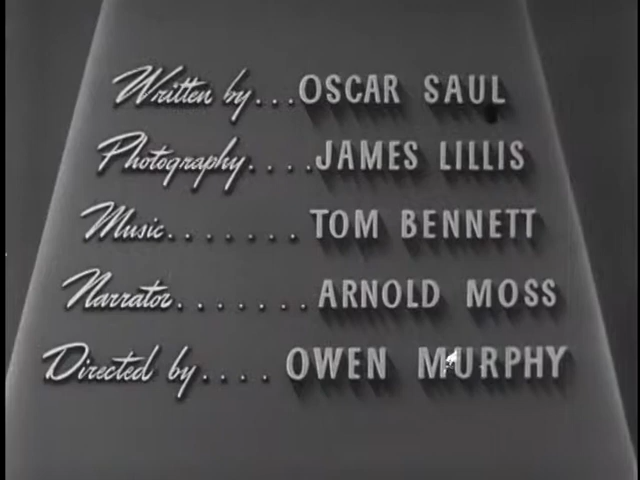 Written by...OSCAR SAUL
Photography....JAMES LILLIS
Music.......TOM BENNETT
Narrator.......ARNOLD MOSS
Directed by....OWEN MURPHY